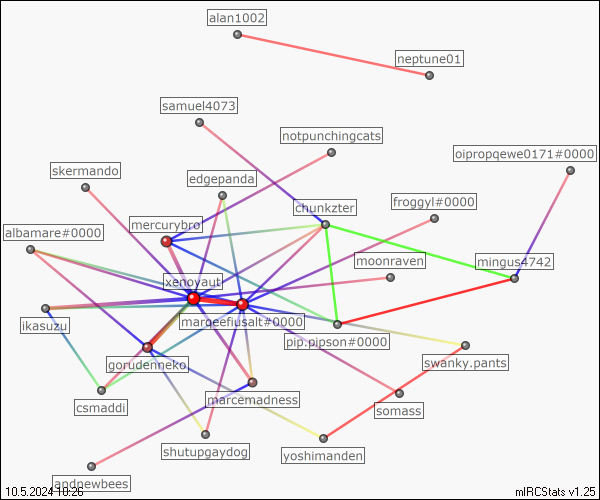 alan1002
neptune01
samuel4073
notpunchingcats
oipropqewe0171#0000
skermando
edgepanda
froggyl#0000
chunkzter
mercurybro
albamare#0000
moonraven
mingus4742
xenoyaut
ikasuzu
marqeefiusalt#0000
pip.pipson#0000
gorudenneko
swanky.pants
csmaddi
marcemadness
somass
shutupgaydog
yoshimanden
andnewbees
10.5.2024 10:26
mIRCStats v1.25